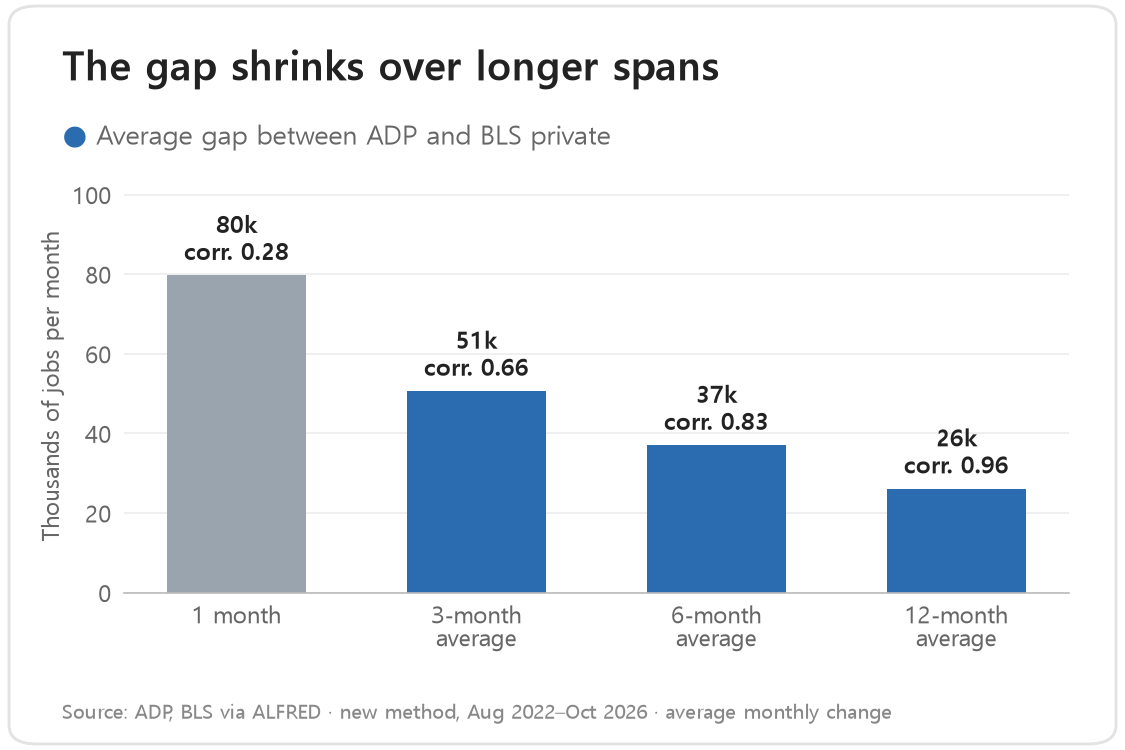 The gap shrinks over longer spans
Average gap between ADP and BLS private
Thousands of jobs per month
100
80
60
40
20
0
80k
corr. 0.28
51k
corr. 0.66
37k
corr. 0.83
26k
corr. 0.96
1 month
3-month
average
6-month
average
12-month
average
Source: ADP, BLS via ALFRED · new method, Aug 2022–Oct 2026 · average monthly change